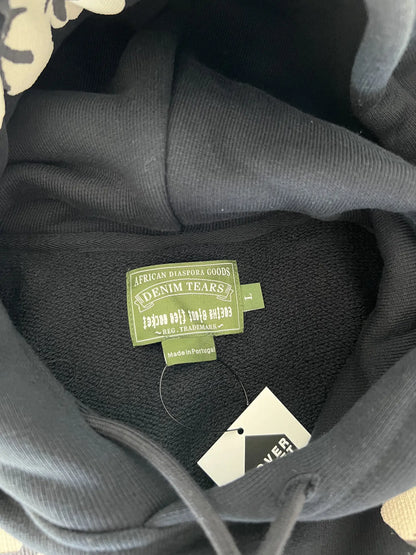 AFRICAN DIASPORA GOODS
DENIM TEARS
~ REG. TRADEMARK ~
L
Made in Portugal
OVER